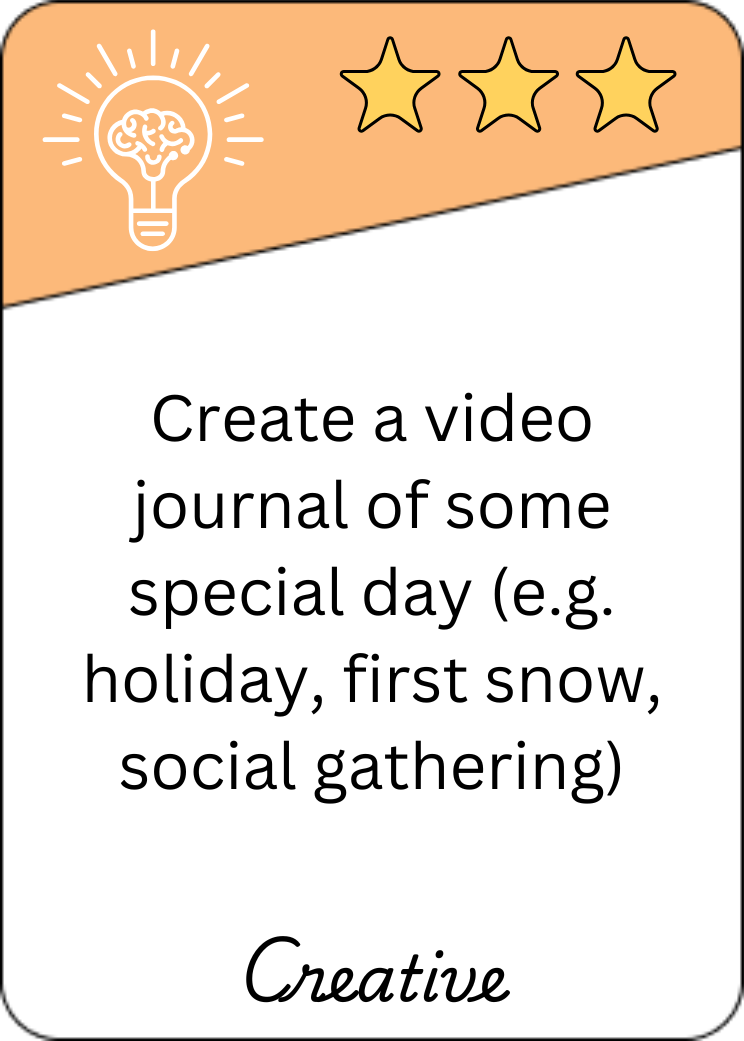 Create a video
journal of some
special day (e.g.
holiday, first snow,
social gathering)
Creative